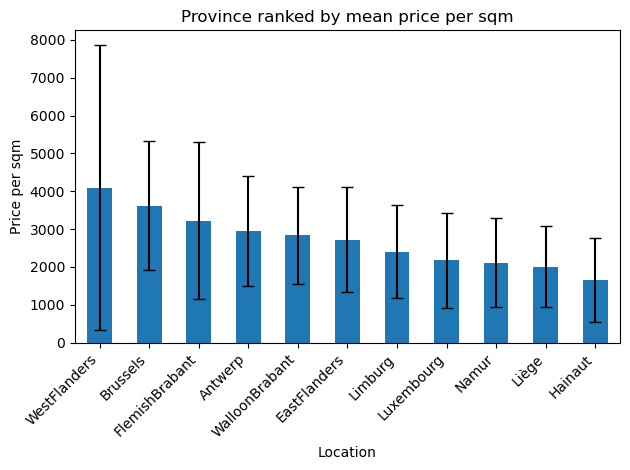 Province ranked by mean price per sqm
Price per sqm
8000
7000
6000
5000
4000
3000
2000
1000
0
WestFlanders
Brussels
FlemishBrabant
Antwerp
WalloonBrabant
EastFlanders
Limburg
Luxembourg
Namur
Liège
Hainaut
Location